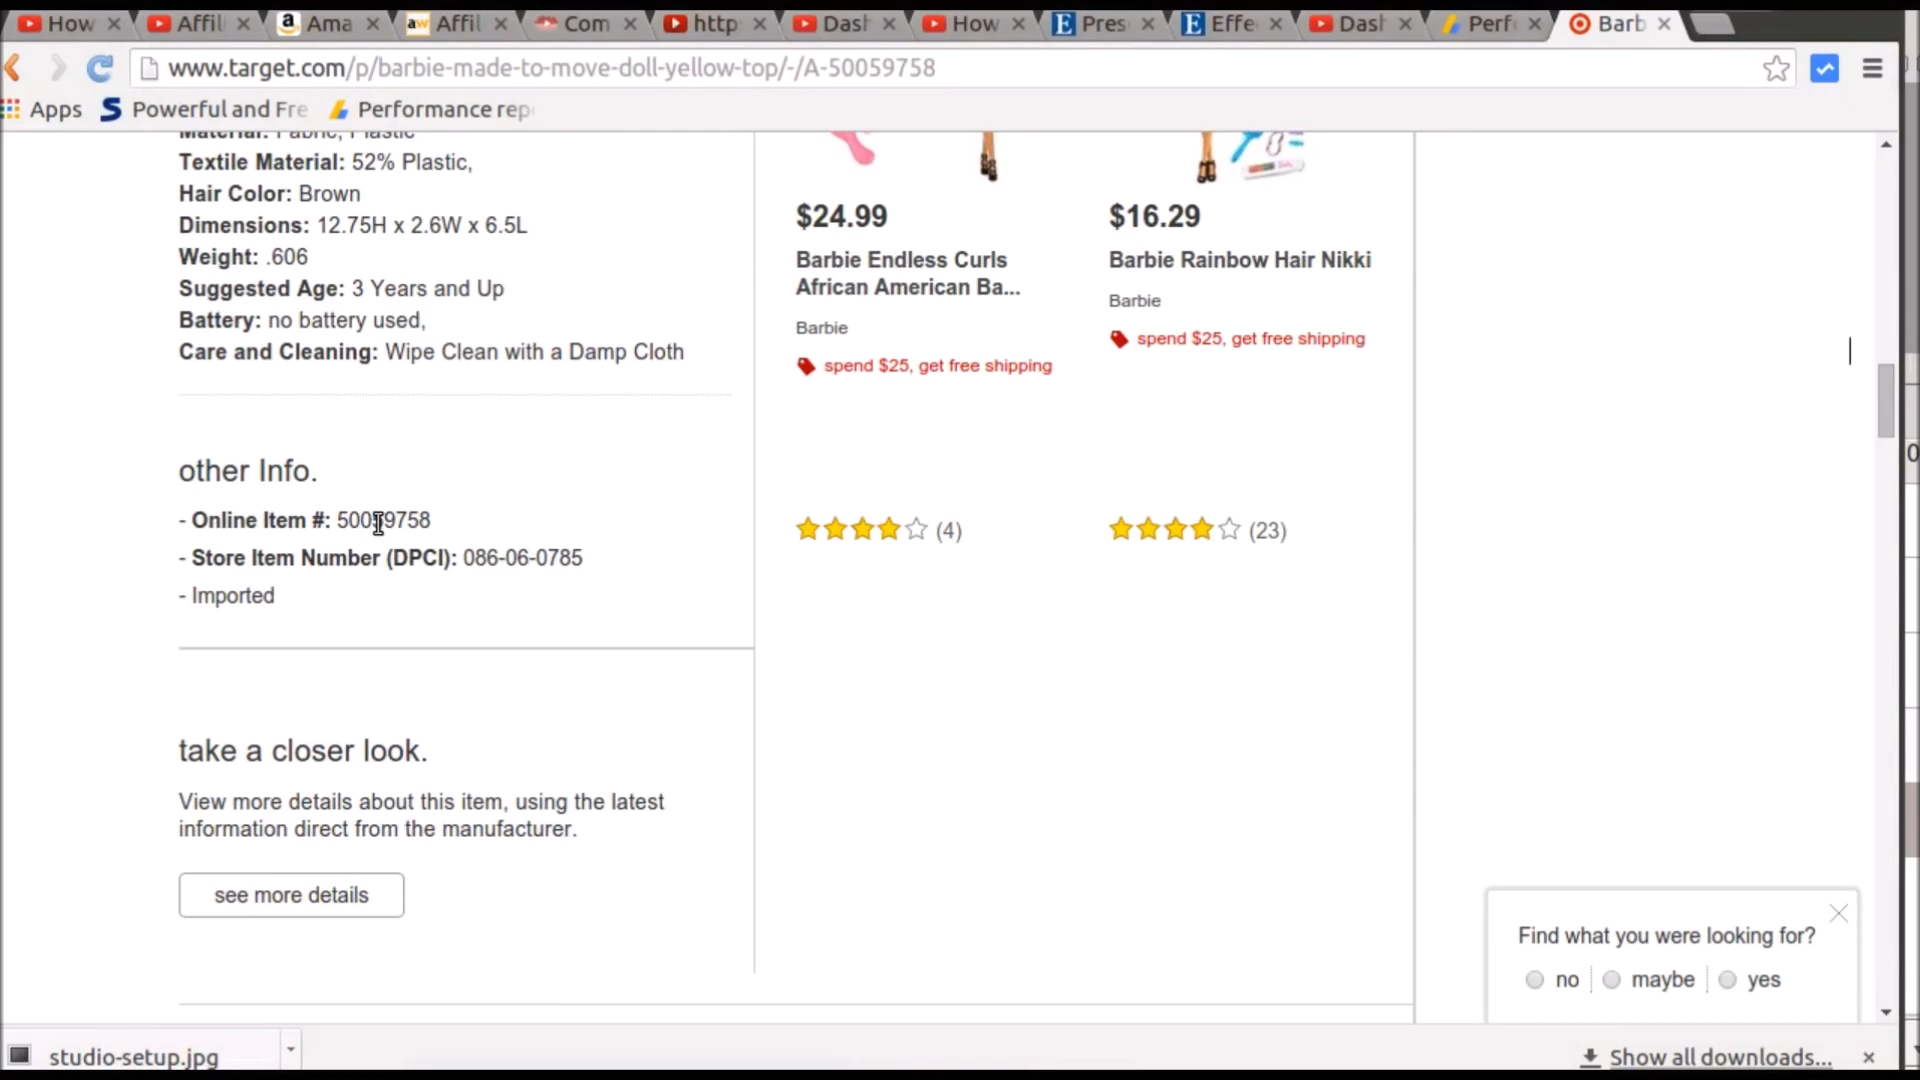 How
Affil
Ama
Affil
Com
http
Dash
How
Pres
Effe
Dash
Perf
Barb
www.target.com/p/barbie-made-to-move-doll-yellow-top/-/A-50059758
Apps
Powerful and Fre
Performance rep
Material: Fabric, Plastic
Textile Material: 52% Plastic,
Hair Color: Brown
Dimensions: 12.75H x 2.6W x 6.5L
Weight: .606
Suggested Age: 3 Years and Up
Battery: no battery used,
Care and Cleaning: Wipe Clean with a Damp Cloth
other Info.
- Online Item #: 50059758
- Store Item Number (DPCI): 086-06-0785
- Imported
take a closer look.
View more details about this item, using the latest
information direct from the manufacturer.
see more details
$24.99
Barbie Endless Curls
African American Ba...
Barbie
spend $25, get free shipping
(4)
$16.29
Barbie Rainbow Hair Nikki
Barbie
spend $25, get free shipping
(23)
Find what you were looking for?
no maybe yes
studio-setup.jpg
Show all downloads...